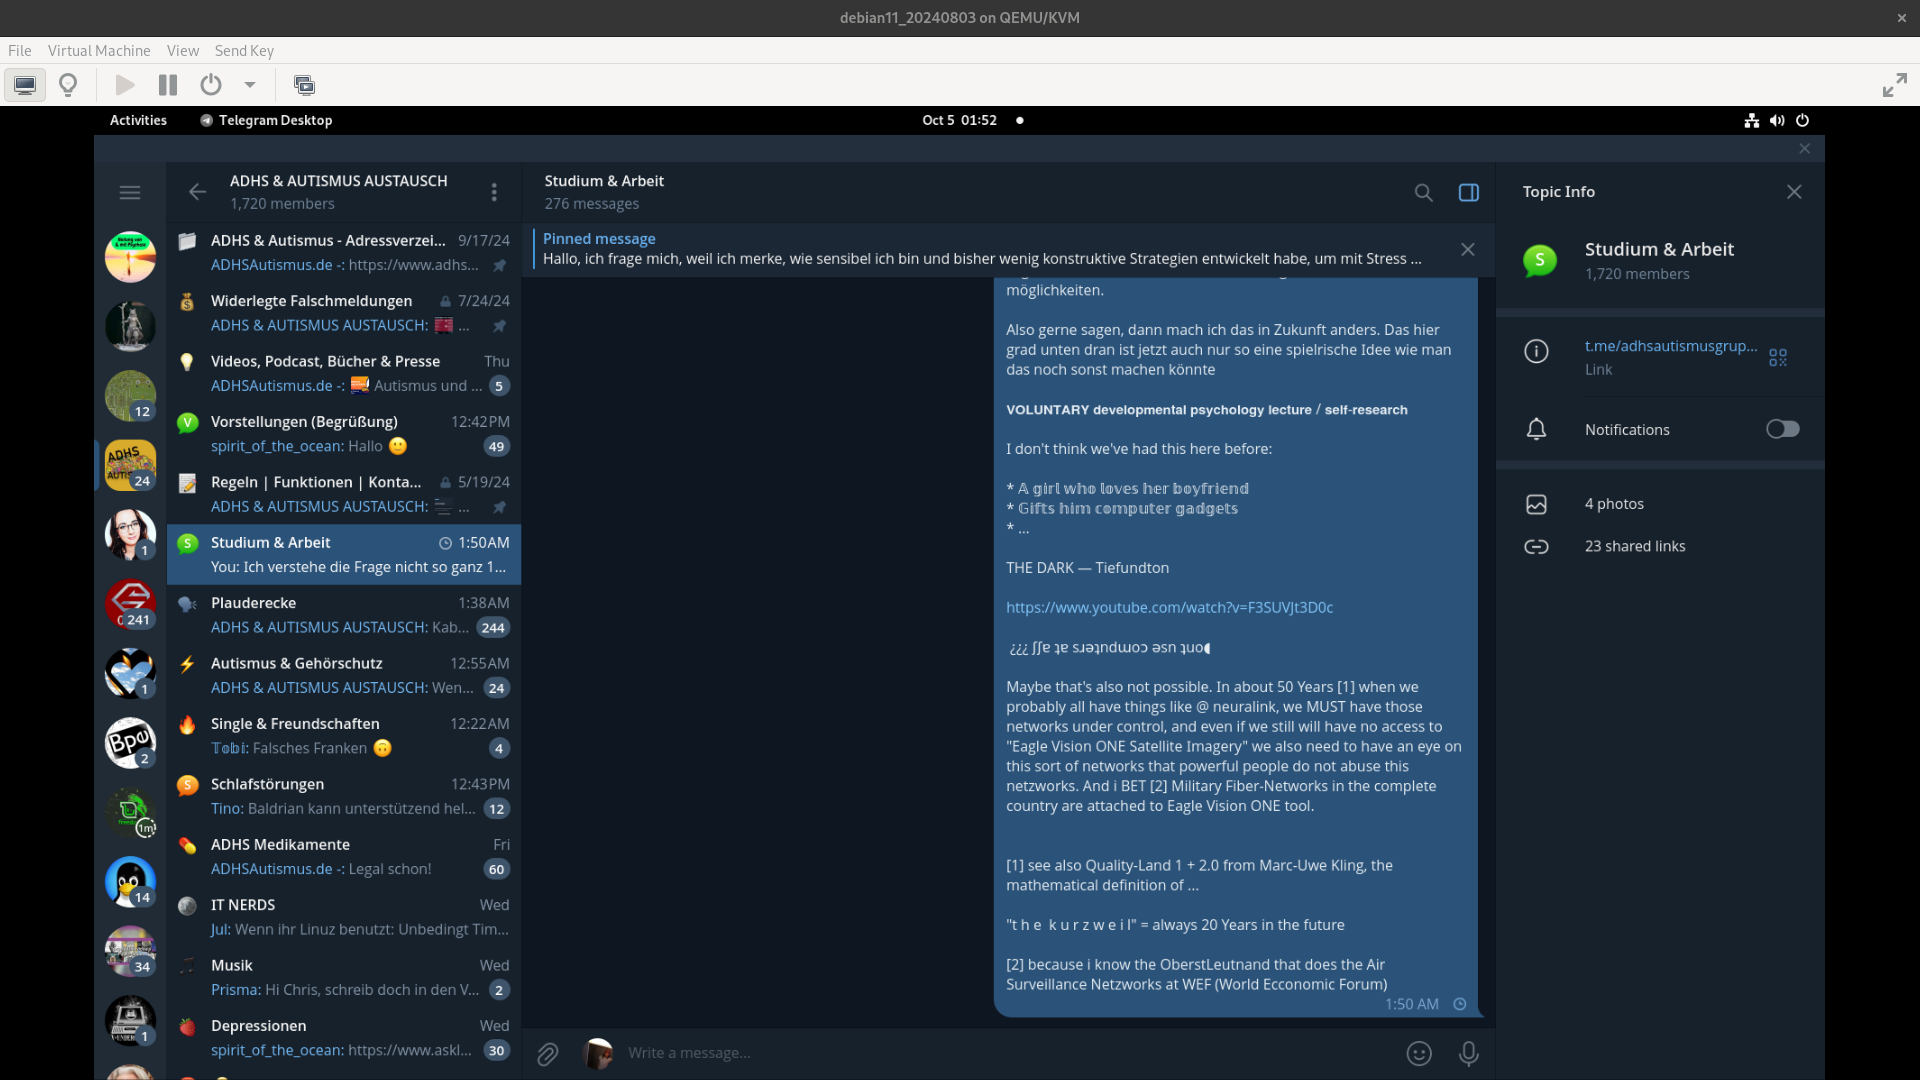 debian11_20240803 on QEMU/KVM
File Virtual Machine View Send Key
Activities Telegram Desktop Oct 5 01:52
ADHS & AUTISMUS AUSTAUSCH
1,720 members
ADHS & Autismus - Adressverzei... 9/17/24
ADHSAutismus.de -: https://www.adhs...
Widerlegte Falschmeldungen 7/24/24
ADHS & AUTISMUS AUSTAUSCH: ...
Videos, Podcast, Bücher & Presse Thu
ADHSAutismus.de -: Autismus und ... 5
Vorstellungen (Begrüßung) 12:42PM
spirit_of_the_ocean: Hallo 🙂 49
Regeln | Funktionen | Konta... 5/19/24
ADHS & AUTISMUS AUSTAUSCH: ...
Studium & Arbeit 1:50AM
You: Ich verstehe die Frage nicht so ganz 1...
Plauderecke 1:38AM
ADHS & AUTISMUS AUSTAUSCH: Kab... 244
Autismus & Gehörschutz 12:55AM
ADHS & AUTISMUS AUSTAUSCH: Wen... 24
Single & Freundschaften 12:22AM
𝕋𝕠𝕓𝕚: Falsches Franken 🙃 4
Schlafstörungen 12:43PM
Tino: Baldrian kann unterstützend hel... 12
ADHS Medikamente Fri
ADHSAutismus.de -: Legal schon! 60
IT NERDS Wed
Jul: Wenn ihr Linuz benutzt: Unbedingt Tim...
Musik Wed
Prisma: Hi Chris, schreib doch in den V... 2
Depressionen Wed
spirit_of_the_ocean: https://www.askl... 30
12
ADHS
24
1
241
1
Bpe
2
1m
14
34
1
Studium & Arbeit
276 messages
Pinned message
Hallo, ich frage mich, weil ich merke, wie sensibel ich bin und bisher wenig konstruktive Strategien entwickelt habe, um mit Stress ...
möglichkeiten.
Also gerne sagen, dann mach ich das in Zukunft anders. Das hier
grad unten dran ist jetzt auch nur so eine spielrische Idee wie man
das noch sonst machen könnte
VOLUNTARY developmental psychology lecture / self-research
I don't think we've had this here before:
* 𝔸 𝕘𝕚𝕣𝕝 𝕨𝕙𝕠 𝕝𝕠𝕧𝕖𝕤 𝕙𝕖𝕣 𝕓𝕠𝕪𝕗𝕣𝕚𝕖𝕟𝕕
* 𝔾𝕚𝕗𝕥𝕤 𝕙𝕚𝕞 𝕔𝕠𝕞𝕡𝕦𝕥𝕖𝕣 𝕘𝕒𝕕𝕘𝕖𝕥𝕤
* ...
THE DARK — Tiefundton
https://www.youtube.com/watch?v=F3SUVJt3D0c
¿¿¿ ʃʃɐ ʇɐ sɹǝʇndɯoɔ ǝsn ʇuo◖
Maybe that's also not possible. In about 50 Years [1] when we
probably all have things like @ neuralink, we MUST have those
networks under control, and even if we still will have no access to
"Eagle Vision ONE Satellite Imagery" we also need to have an eye on
this sort of networks that powerful people do not abuse this
netzworks. And i BET [2] Military Fiber-Networks in the complete
country are attached to Eagle Vision ONE tool.
[1] see also Quality-Land 1 + 2.0 from Marc-Uwe Kling, the
mathematical definition of ...
"t h e  k u r z w e i l" = always 20 Years in the future
[2] because i know the OberstLeutnand that does the Air
Surveillance Netzworks at WEF (World Ecconomic Forum)
1:50 AM
Write a message...
Topic Info
S
Studium & Arbeit
1,720 members
t.me/adhsautismusgrup...
Link
Notifications
4 photos
23 shared links